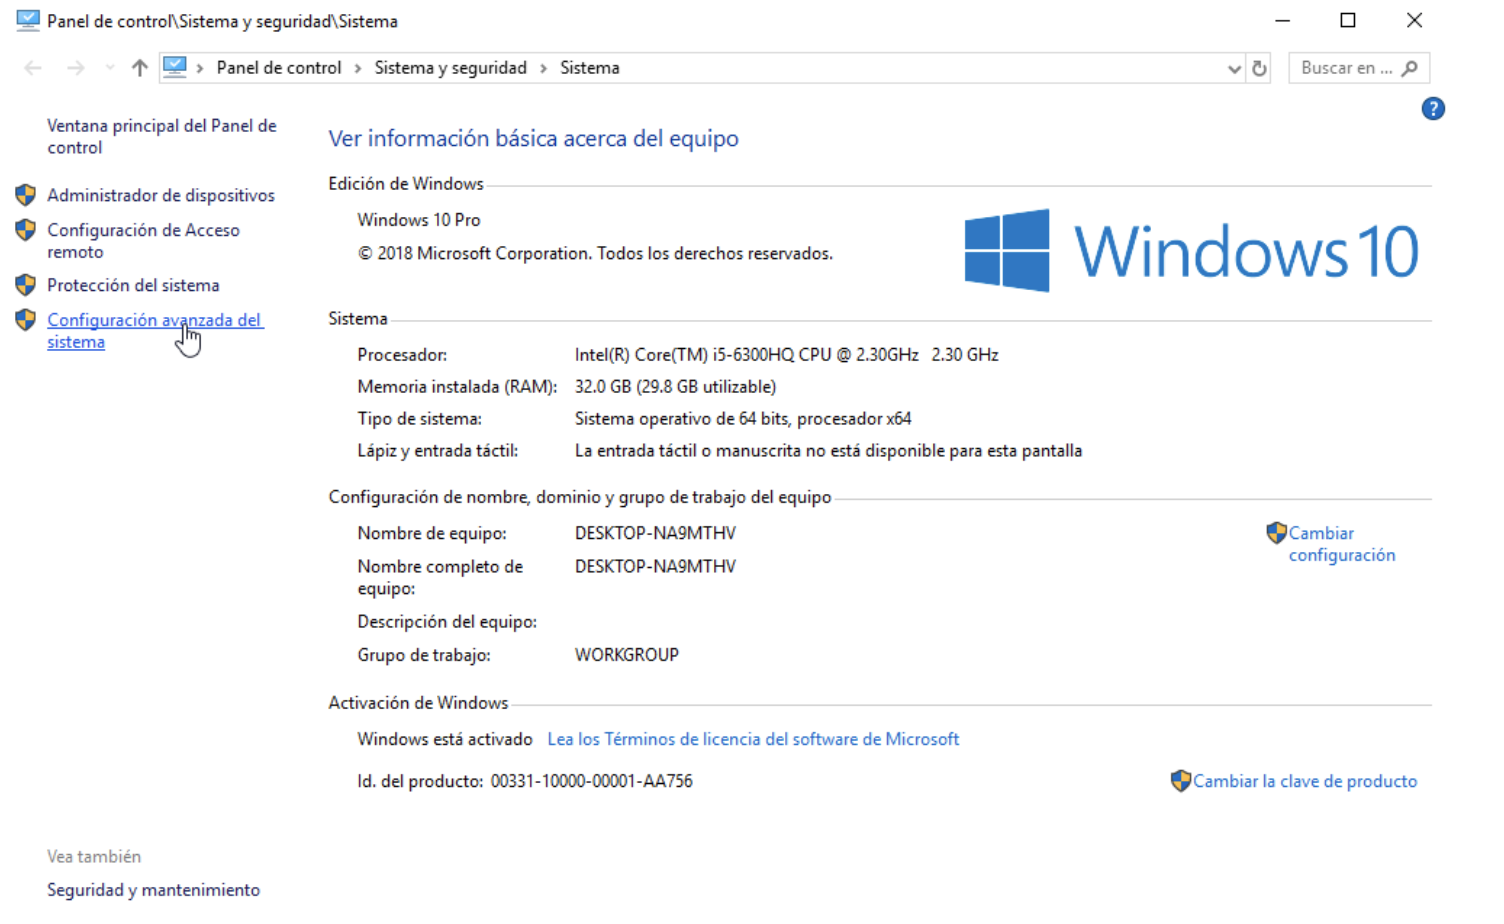 Panel de control\Sistema y seguridad\Sistema
Panel de control > Sistema y seguridad > Sistema
Buscar en ...
?
Ventana principal del Panel de
control
Administrador de dispositivos
Configuración de Acceso
remoto
Protección del sistema
Configuración avanzada del
sistema
Ver información básica acerca del equipo
Edición de Windows
Windows 10 Pro
© 2018 Microsoft Corporation. Todos los derechos reservados.
Windows 10
Sistema
Procesador: Intel(R) Core(TM) i5-6300HQ CPU @ 2.30GHz 2.30 GHz
Memoria instalada (RAM): 32.0 GB (29.8 GB utilizable)
Tipo de sistema: Sistema operativo de 64 bits, procesador x64
Lápiz y entrada táctil: La entrada táctil o manuscrita no está disponible para esta pantalla
Configuración de nombre, dominio y grupo de trabajo del equipo
Nombre de equipo: DESKTOP-NA9MTHV
Cambiar
configuración
Nombre completo de
equipo:
DESKTOP-NA9MTHV
Descripción del equipo:
Grupo de trabajo: WORKGROUP
Activación de Windows
Windows está activado Lea los Términos de licencia del software de Microsoft
Id. del producto: 00331-10000-00001-AA756
Cambiar la clave de producto
Vea también
Seguridad y mantenimiento